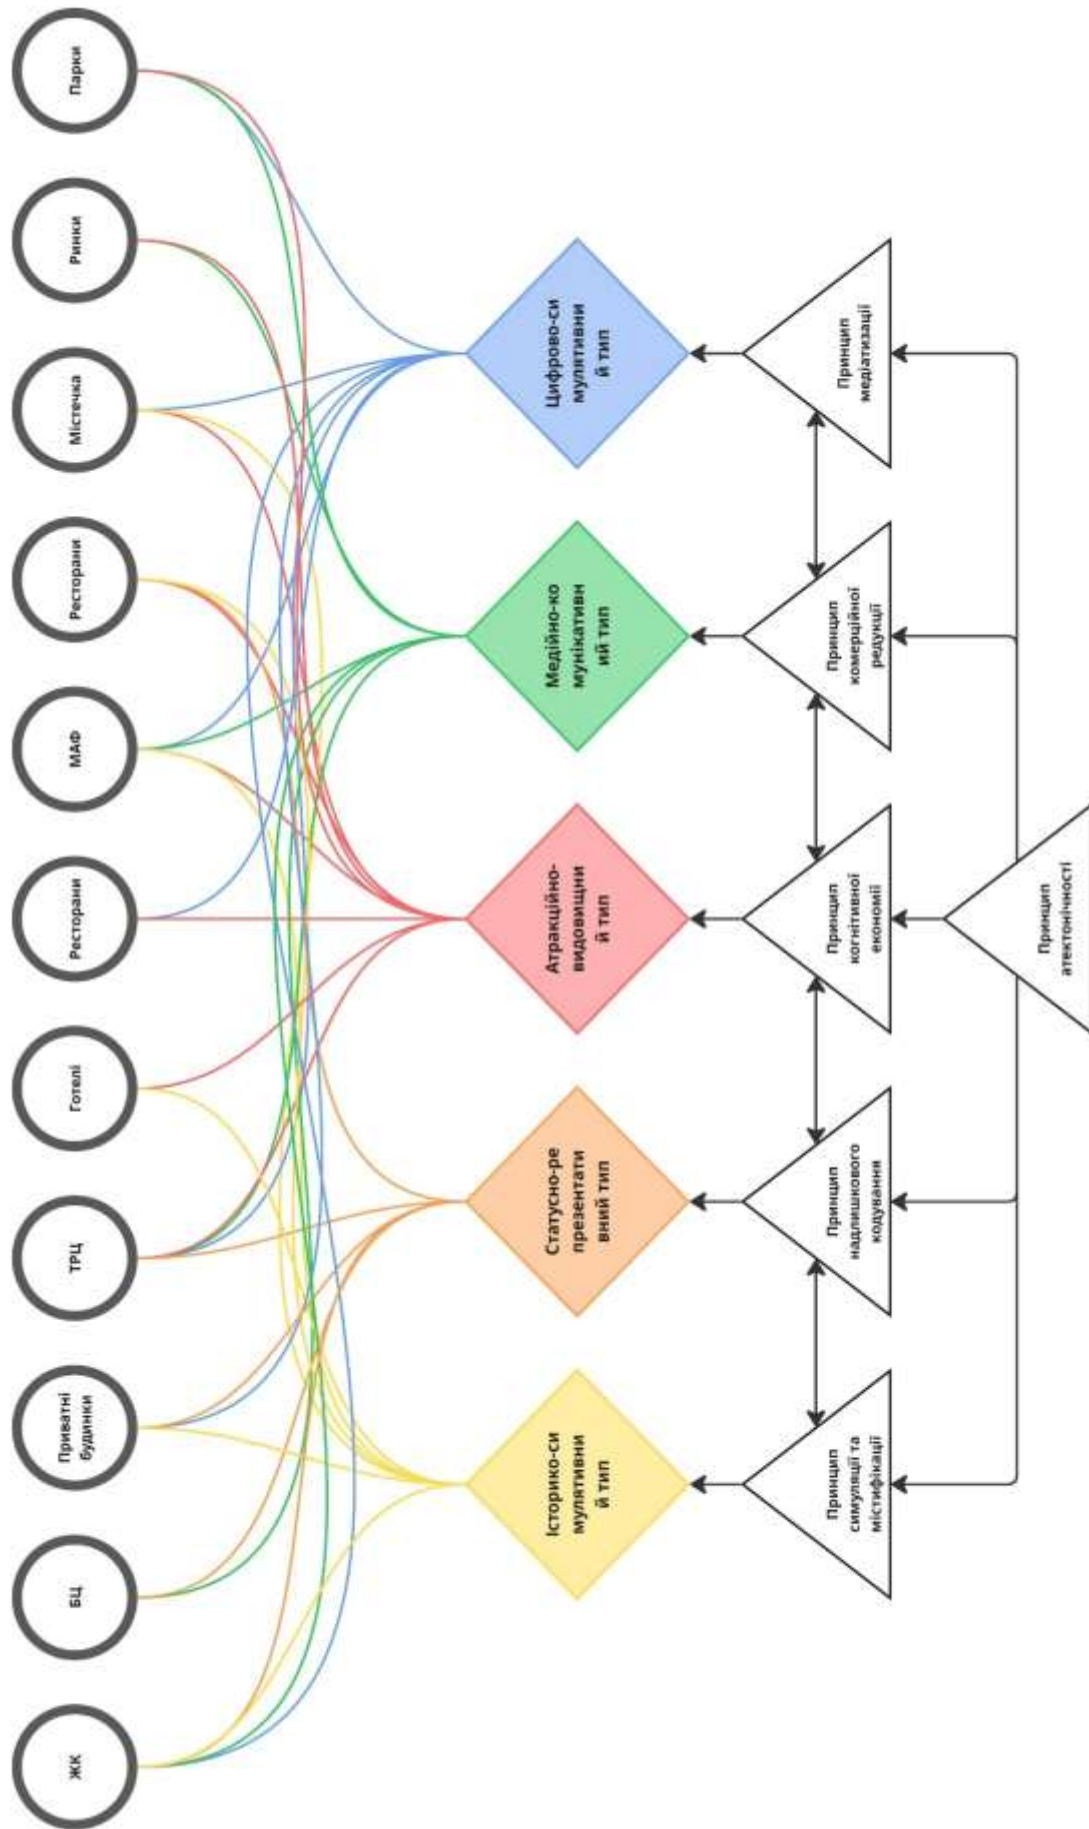 ЖК
БЦ
Приватні
будинки
ТРЦ
Готелі
Ресторани
МАФ
Ресторани
Містечка
Ринки
Парки
Історико-си
мулятивни
й тип
Статусно-ре
презентати
вний тип
Атракційно-
видовищни
й тип
Медійно-ко
мунікативн
ий тип
Цифрово-си
мулятивни
й тип
Принцип
симуляції та
містифікації
Принцип
надлишкового
кодування
Принцип
когнітивної
економії
Принцип
комерційної
редукції
Принцип
медіатизації
Принцип
атектонічності